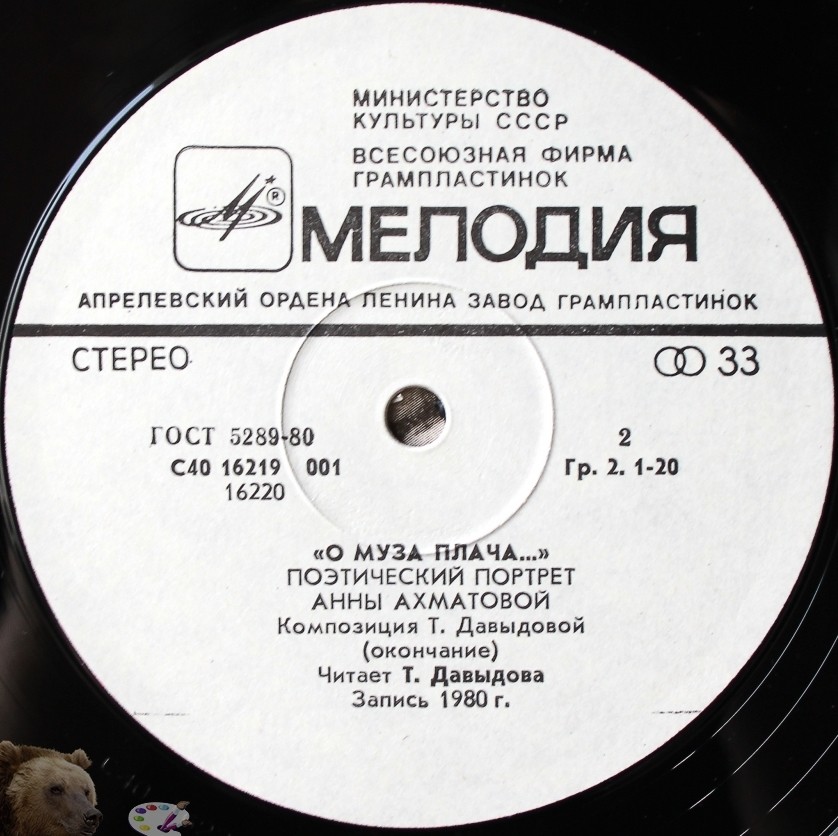 МИНИСТЕРСТВО
КУЛЬТУРЫ СССР
ВСЕСОЮЗНАЯ ФИРМА
ГРАМПЛАСТИНОК
®
МЕЛОДИЯ
АПРЕЛЕВСКИЙ ОРДЕНА ЛЕНИНА ЗАВОД ГРАМПЛАСТИНОК
СТЕРЕО 33
ГОСТ 5289-80 2
С40 16219 001 Гр. 2. 1-20
16220
«О МУЗА ПЛАЧА...»
ПОЭТИЧЕСКИЙ ПОРТРЕТ
АННЫ АХМАТОВОЙ
Композиция Т. Давыдовой
(окончание)
Читает Т. Давыдова
Запись 1980 г.